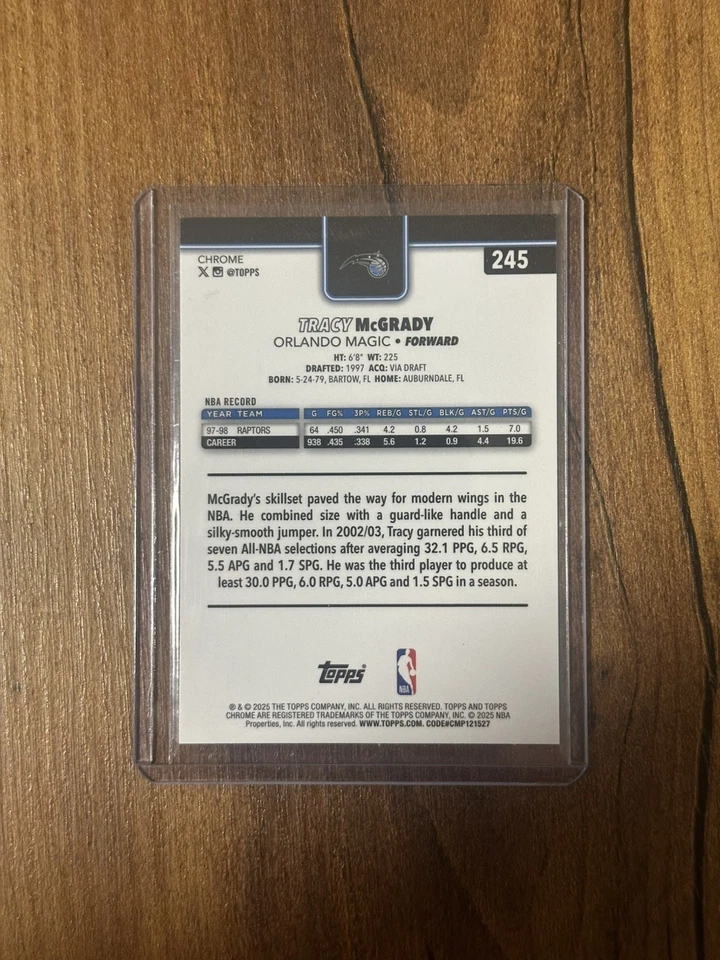 CHROME
245
X @TOPPS
TRACY McGRADY
ORLANDO MAGIC • FORWARD
HT: 6'8" WT: 225
DRAFTED: 1997 ACQ: VIA DRAFT
BORN: 5-24-79, BARTOW, FL HOME: AUBURNDALE, FL
NBA RECORD
YEAR TEAM G FG% 3P% REB/G STL/G BLK/G AST/G PTS/G
97-98 RAPTORS 64 .450 .341 4.2 0.8 4.2 1.5 7.0
CAREER 938 .435 .338 5.6 1.2 0.9 4.4 19.6
McGrady's skillset paved the way for modern wings in the
NBA. He combined size with a guard-like handle and a
silky-smooth jumper. In 2002/03, Tracy garnered his third of
seven All-NBA selections after averaging 32.1 PPG, 6.5 RPG,
5.5 APG and 1.7 SPG. He was the third player to produce at
least 30.0 PPG, 6.0 RPG, 5.0 APG and 1.5 SPG in a season.
topps®
NBA
® & © 2025 THE TOPPS COMPANY, INC. ALL RIGHTS RESERVED. TOPPS AND TOPPS
CHROME ARE REGISTERED TRADEMARKS OF THE TOPPS COMPANY, INC. © 2025 NBA
Properties, Inc. All rights reserved. WWW.TOPPS.COM. CODE#CMP121527